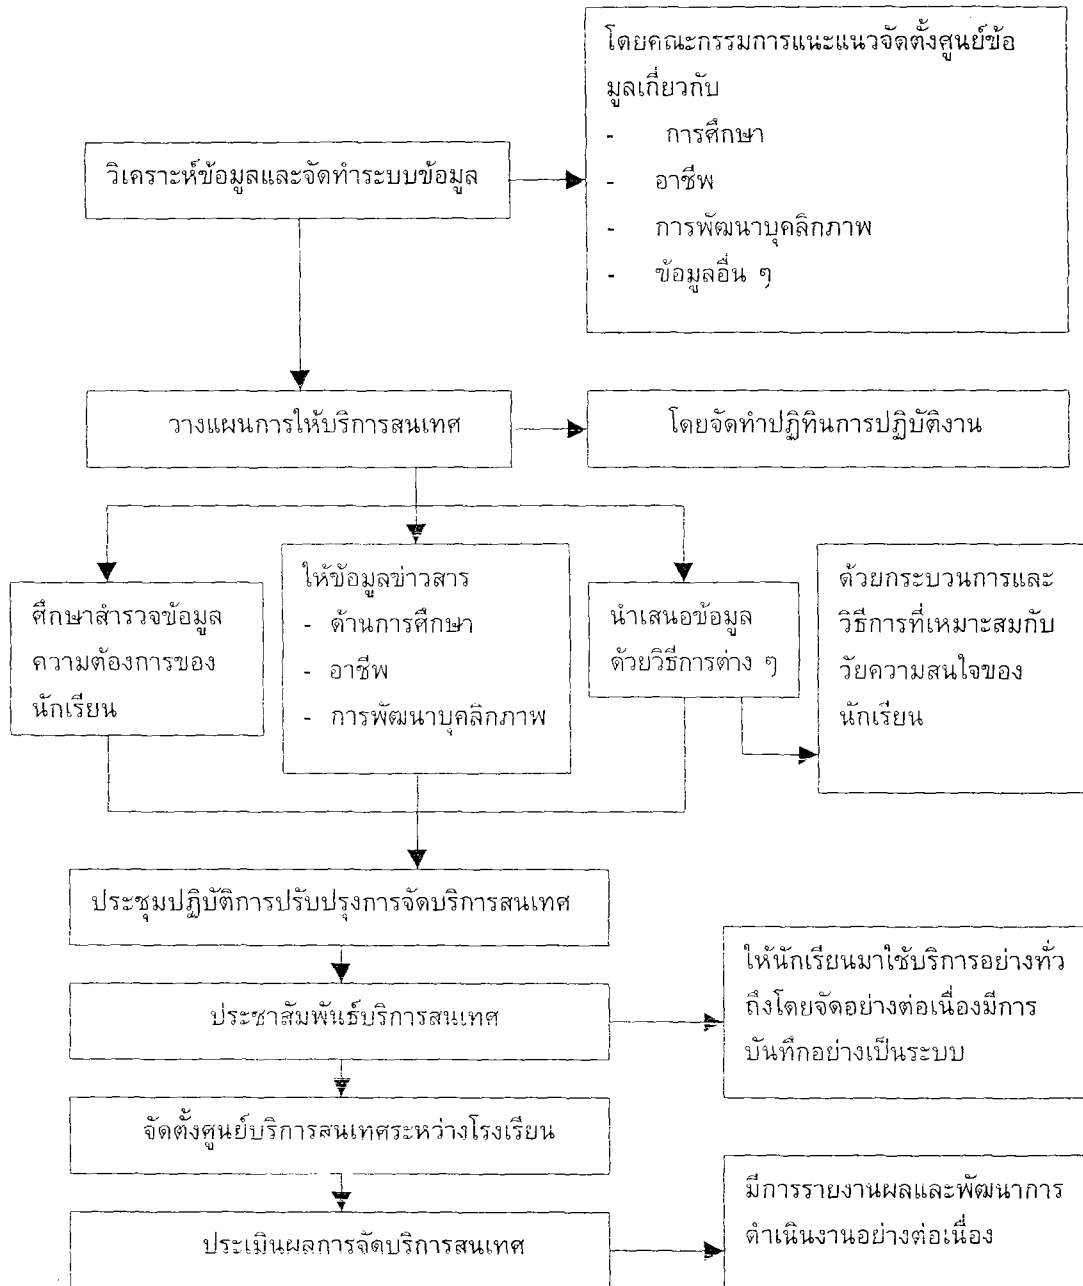 โดยคณะกรรมการแนะแนวจัดตั้งศูนย์ข้อ
มูลเกี่ยวกับ
- การศึกษา
- อาชีพ
- การพัฒนาบุคลิกภาพ
- ข้อมูลอื่น ๆ
วิเคราะห์ข้อมูลและจัดทำระบบข้อมูล
วางแผนการให้บริการสนเทศ
โดยจัดทำปฏิทินการปฏิบัติงาน
ศึกษาสำรวจข้อมูล
ความต้องการของ
นักเรียน
ให้ข้อมูลข่าวสาร
- ด้านการศึกษา
- อาชีพ
- การพัฒนาบุคลิกภาพ
นำเสนอข้อมูล
ด้วยวิธีการต่าง ๆ
ด้วยกระบวนการและ
วิธีการที่เหมาะสมกับ
วัยความสนใจของ
นักเรียน
ประชุมปฏิบัติการปรับปรุงการจัดบริการสนเทศ
ประชาสัมพันธ์บริการสนเทศ
ให้นักเรียนมาใช้บริการอย่างทั่ว
ถึงโดยจัดอย่างต่อเนื่องมีการ
บันทึกอย่างเป็นระบบ
จัดตั้งศูนย์บริการสนเทศระหว่างโรงเรียน
ประเมินผลการจัดบริการสนเทศ
มีการรายงานผลและพัฒนาการ
ดำเนินงานอย่างต่อเนื่อง